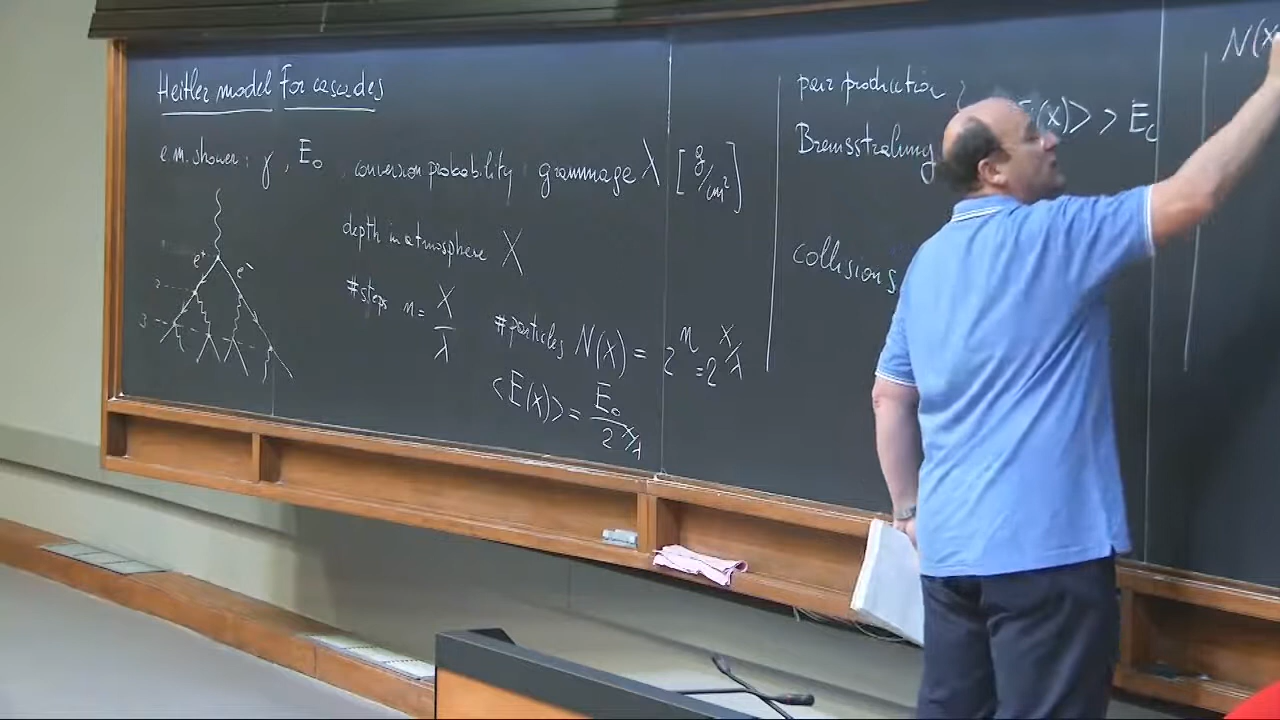 Heitler model for cascades
e.m. shower: γ, E₀, conversion probability: grammage λ [g/cm²]
depth in atmosphere X
#steps n = X/λ
e⁺ e⁻
2
3
#particles N(X) = 2ⁿ = 2^(X/λ)
<E(X)> = E₀/2^(X/λ)
pair production
Bremsstrahlung
(X)> > E_c
collisions
N(X